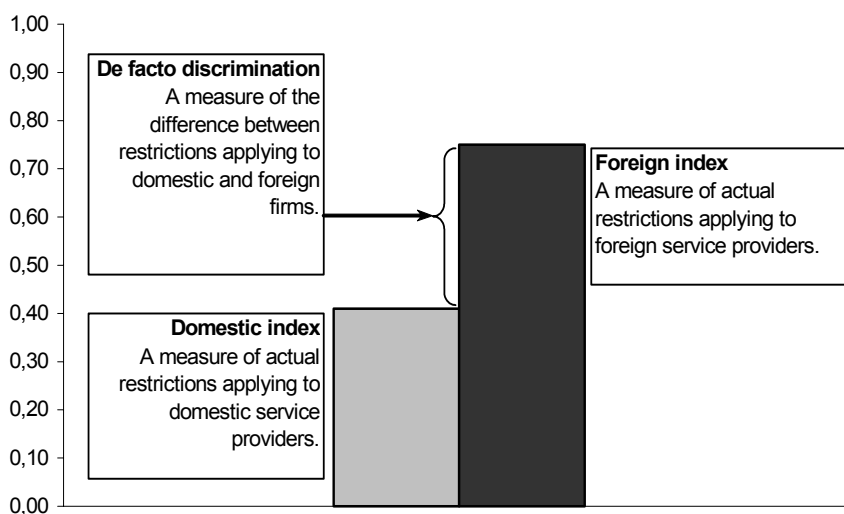 1,00
0,90
0,80
0,70
0,60
0,50
0,40
0,30
0,20
0,10
0,00
De facto discrimination
A measure of the
difference between
restrictions applying to
domestic and foreign
firms.
Foreign index
A measure of actual
restrictions applying to
foreign service providers.
Domestic index
A measure of actual
restrictions applying to
domestic service
providers.